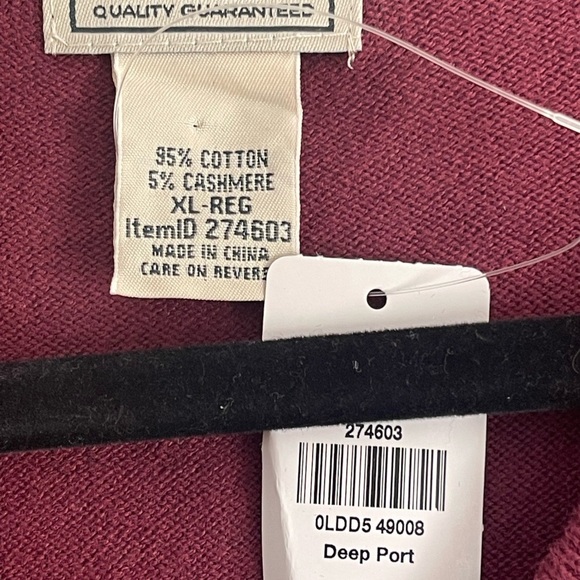 QUALITY GUARANTEED
95% COTTON
5% CASHMERE
XL-REG
ItemID 274603
MADE IN CHINA
CARE ON REVERSE
274603
0LDD5 49008
Deep Port